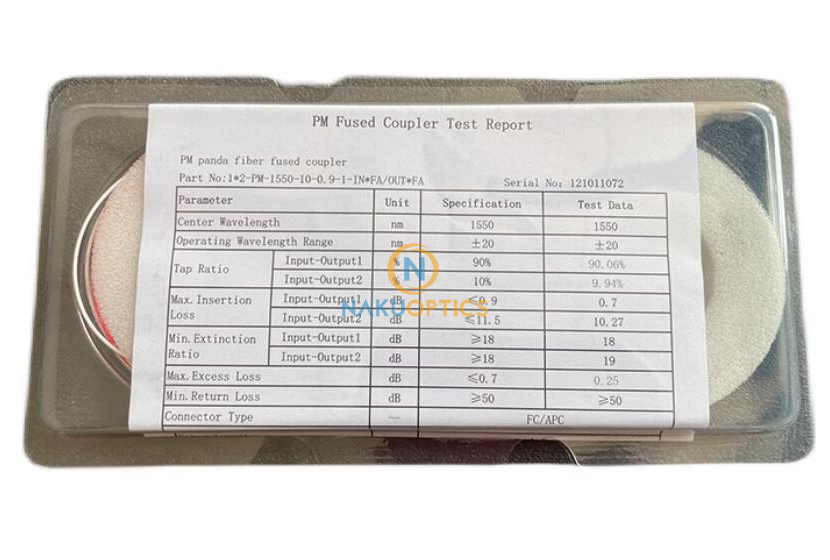 PM Fused Coupler Test Report
PM panda fiber fused coupler
Part No:1*2-PM-1550-10-0.9-1-IN*FA/OUT*FA Serial No: 121011072
Parameter Unit Specification Test Data
Center Wavelength nm 1550 1550
Operating Wavelength Range nm ±20 ±20
Tap Ratio Input-Output1 % 90% 90.06%
Input-Output2 % 10% 9.94%
Max. Insertion Loss Input-Output1 dB ≤0.9 0.7
Input-Output2 dB ≤11.5 10.27
Min. Extinction Ratio Input-Output1 dB ≥18 18
Input-Output2 dB ≥18 19
Max. Excess Loss dB ≤0.7 0.25
Min. Return Loss dB ≥50 ≥50
Connector Type — FC/APC
N
NAKUOPTICS